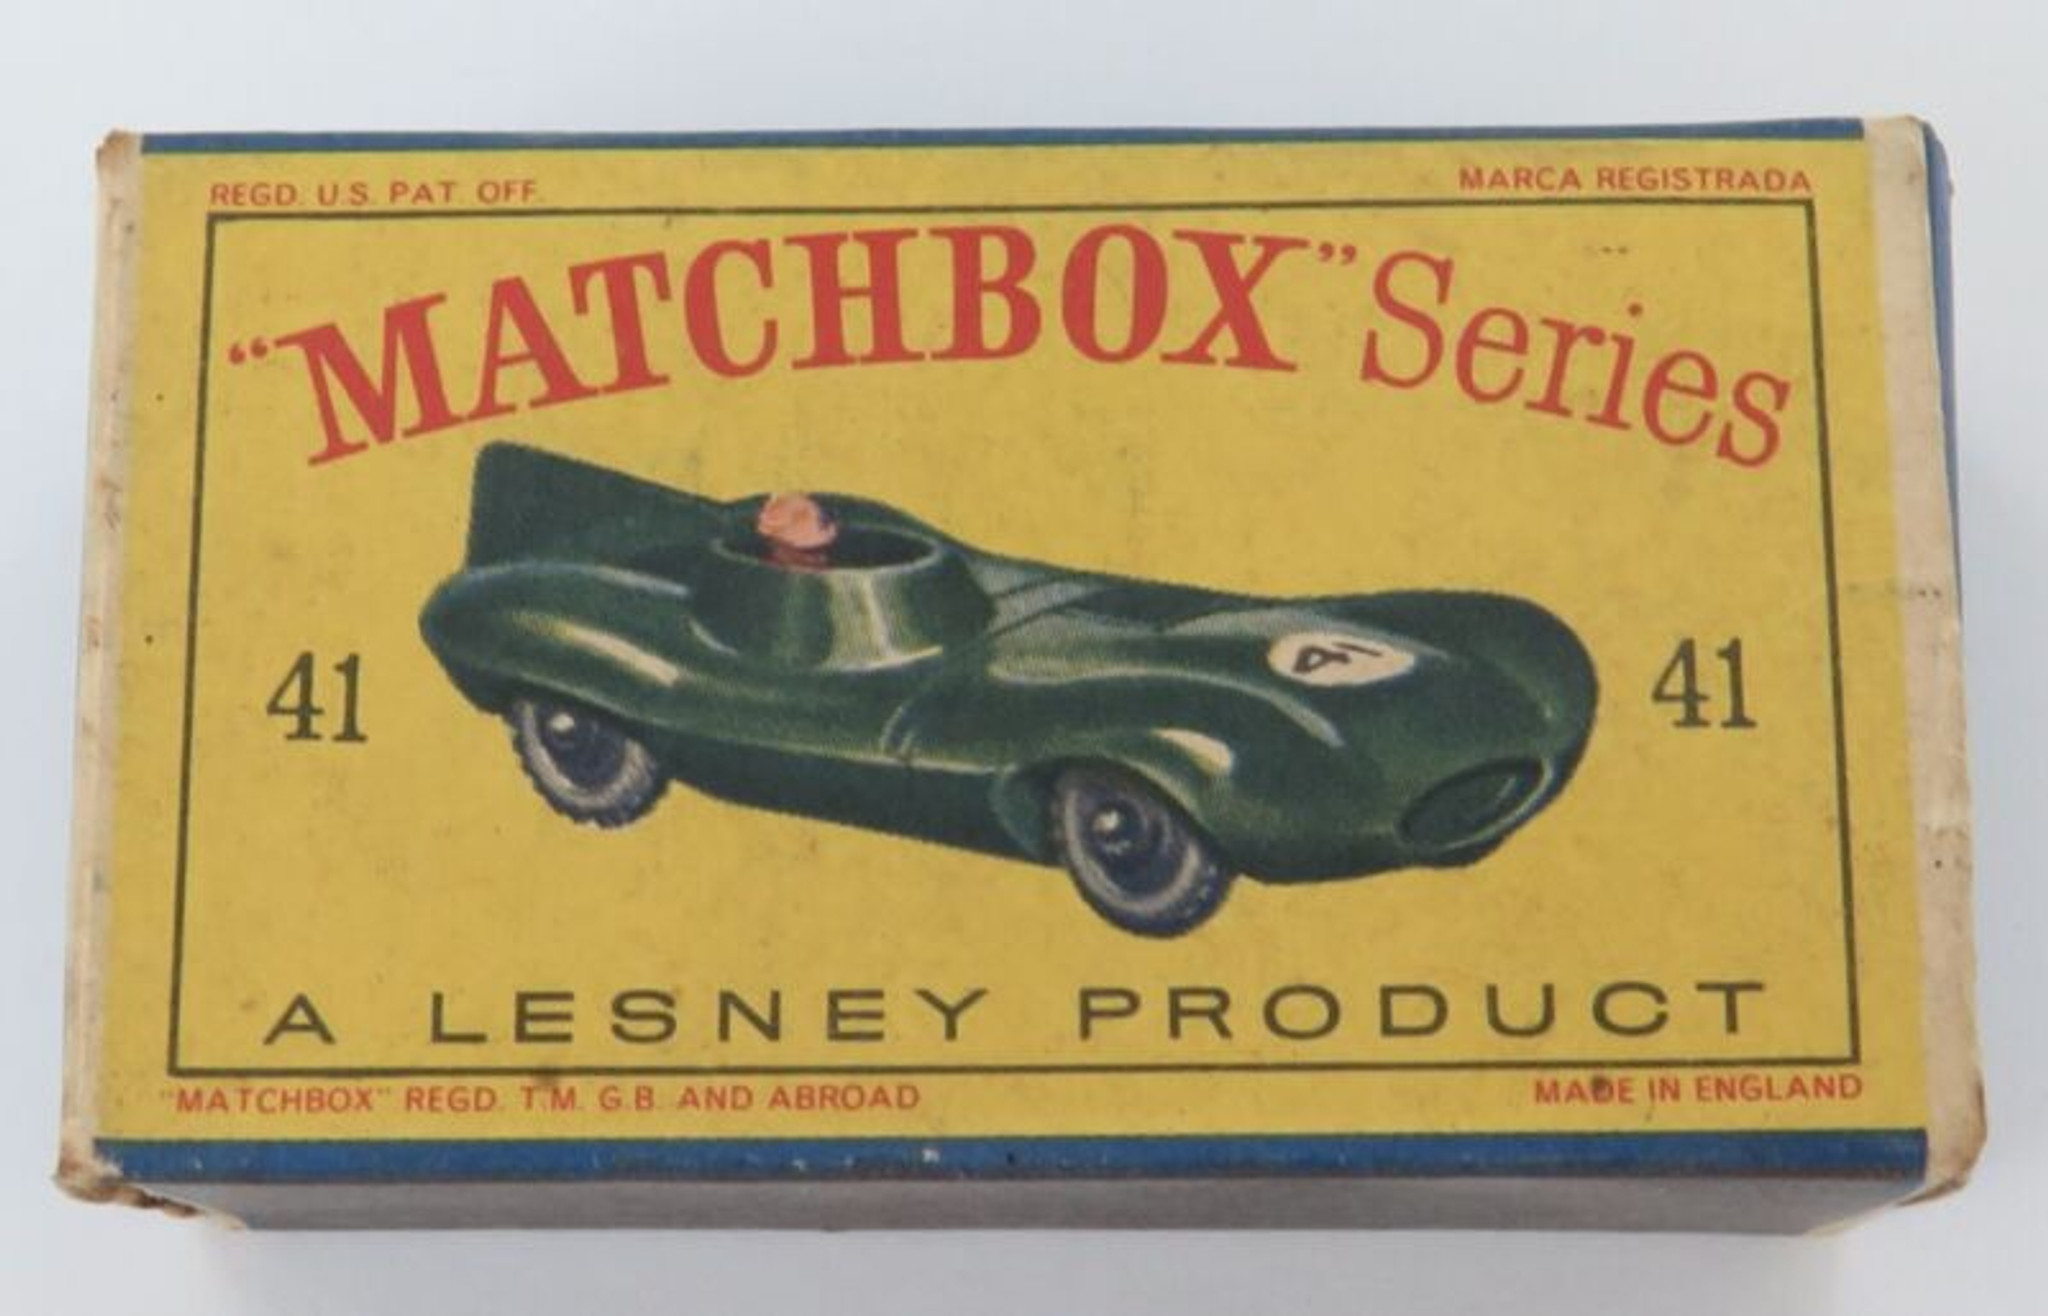 REGD. U.S. PAT. OFF.
MARCA REGISTRADA
"MATCHBOX" Series
41
41
41
A LESNEY PRODUCT
"MATCHBOX" REGD. T.M. G.B. AND ABROAD
MADE IN ENGLAND